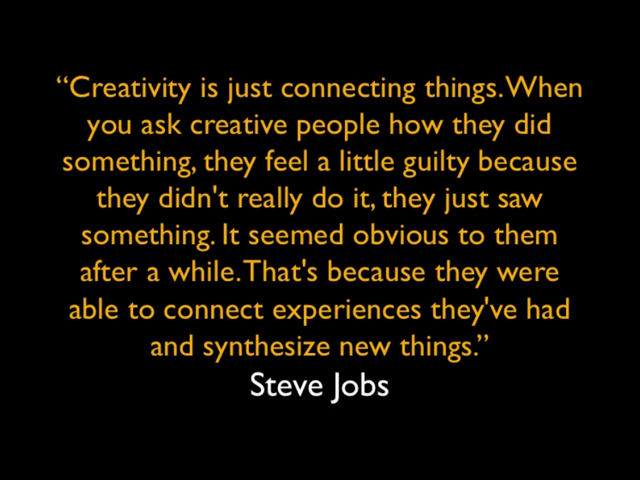 “Creativity is just connecting things. When
you ask creative people how they did
something, they feel a little guilty because
they didn't really do it, they just saw
something. It seemed obvious to them
after a while. That's because they were
able to connect experiences they've had
and synthesize new things.”
Steve Jobs